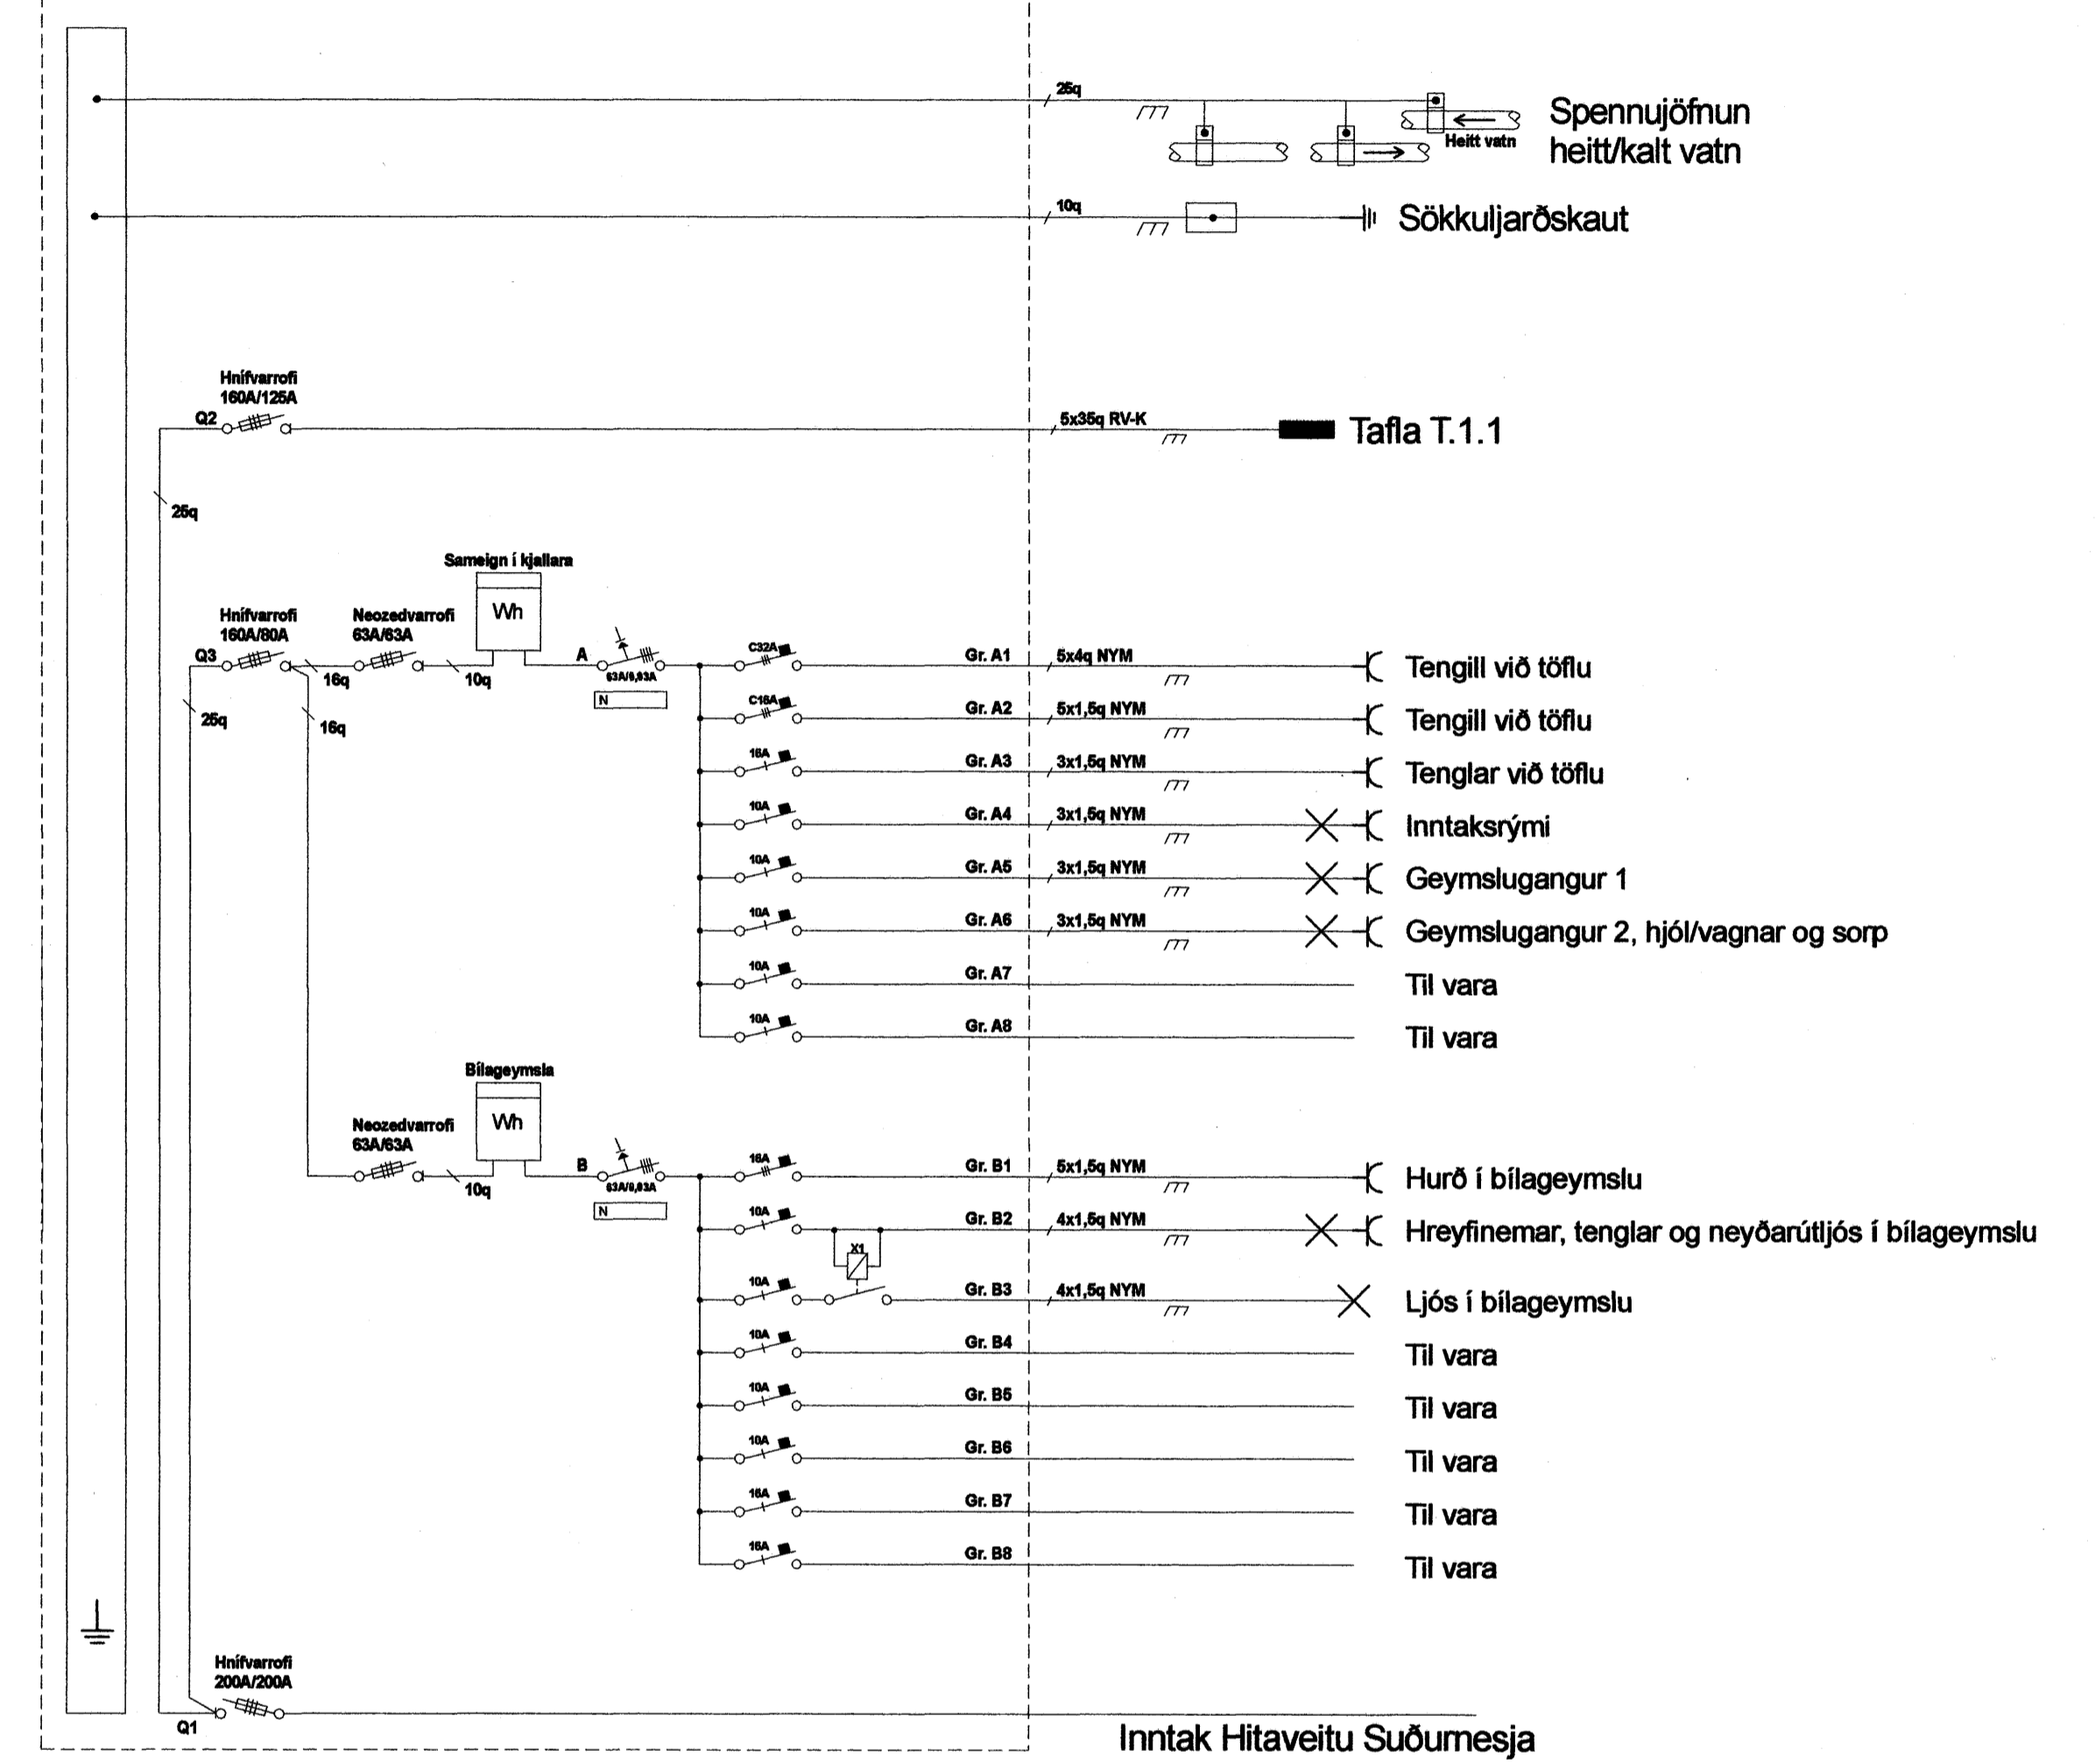 25q
Heitt vatn
Spennujöfnun
heitt/kalt vatn
10q
Sökkuljarðskaut
Hnífvarrofi
160A/125A
Q2
5x35q RV-K
Tafla T.1.1
25q
Sameign í kjallara
Wh
Hnífvarrofi
160A/80A
Q3
Neozedvarrofi
63A/63A
16q
10q
25q
16q
A
63A/0,03A
N
C32A
Gr. A1
5x4q NYM
Tengill við töflu
C16A
Gr. A2
5x1,5q NYM
Tengill við töflu
16A
Gr. A3
3x1,5q NYM
Tenglar við töflu
10A
Gr. A4
3x1,5q NYM
Inntaksrými
10A
Gr. A5
3x1,5q NYM
Geymslugangur 1
10A
Gr. A6
3x1,5q NYM
Geymslugangur 2, hjól/vagnar og sorp
10A
Gr. A7
Til vara
10A
Gr. A8
Til vara
Bílageymsla
Wh
Neozedvarrofi
63A/63A
10q
B
63A/0,03A
N
16A
Gr. B1
5x1,5q NYM
Hurð í bílageymslu
10A
Gr. B2
4x1,5q NYM
Hreyfinemar, tenglar og neyðarútljós í bílageymslu
X1
10A
Gr. B3
4x1,5q NYM
Ljós í bílageymslu
10A
Gr. B4
Til vara
10A
Gr. B5
Til vara
10A
Gr. B6
Til vara
16A
Gr. B7
Til vara
16A
Gr. B8
Til vara
Hnífvarrofi
200A/200A
Q1
Inntak Hitaveitu Suðurnesja